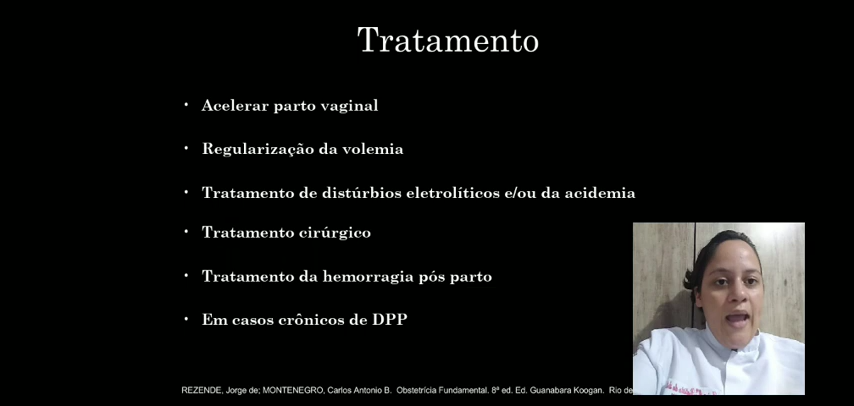 Tratamento
• Acelerar parto vaginal
• Regularização da volemia
• Tratamento de distúrbios eletrolíticos e/ou da acidemia
• Tratamento cirúrgico
• Tratamento da hemorragia pós parto
• Em casos crônicos de DPP
REZENDE, Jorge de; MONTENEGRO, Carlos Antonio B. Obstetrícia Fundamental. 8ª ed. Ed. Guanabara Koogan. Rio de